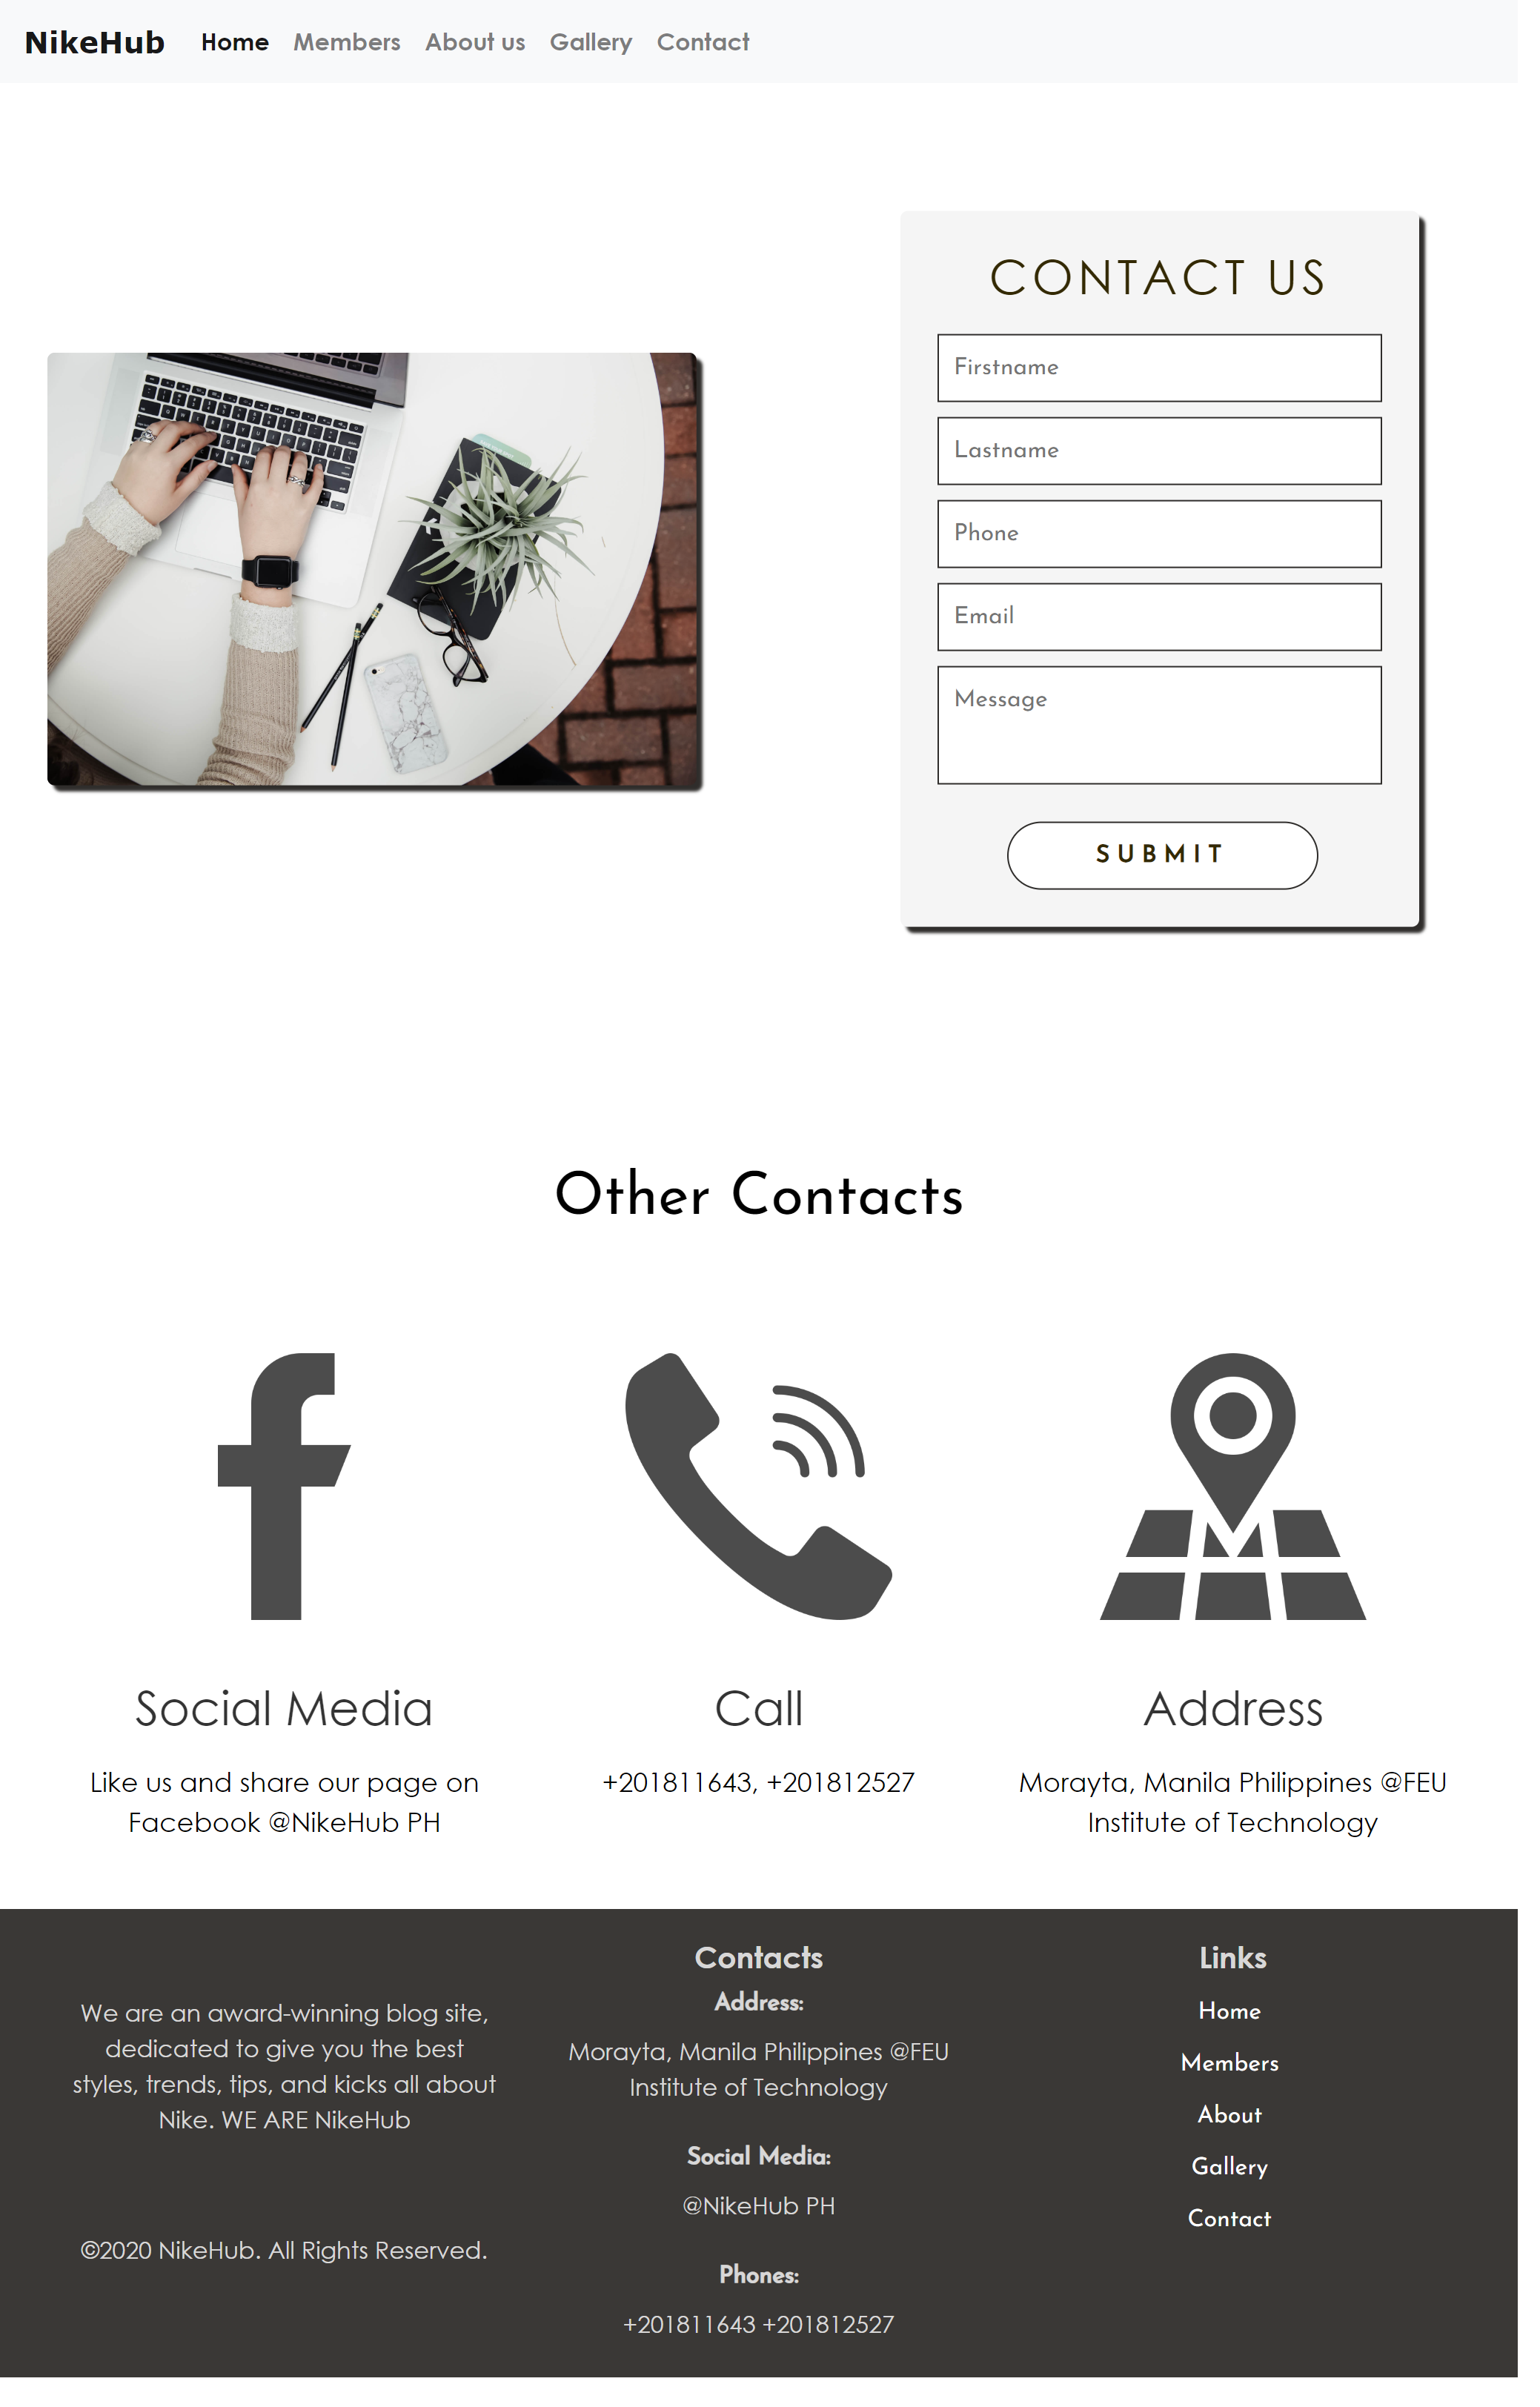 NikeHub Home Members About us Gallery Contact
CONTACT US
Firstname
Lastname
Phone
Email
Message
SUBMIT
Other Contacts
Social Media
Like us and share our page on
Facebook @NikeHub PH
Call
+201811643, +201812527
Address
Morayta, Manila Philippines @FEU
Institute of Technology
We are an award-winning blog site,
dedicated to give you the best
styles, trends, tips, and kicks all about
Nike. WE ARE NikeHub
©2020 NikeHub. All Rights Reserved.
Contacts
Address:
Morayta, Manila Philippines @FEU
Institute of Technology
Social Media:
@NikeHub PH
Phones:
+201811643 +201812527
Links
Home
Members
About
Gallery
Contact